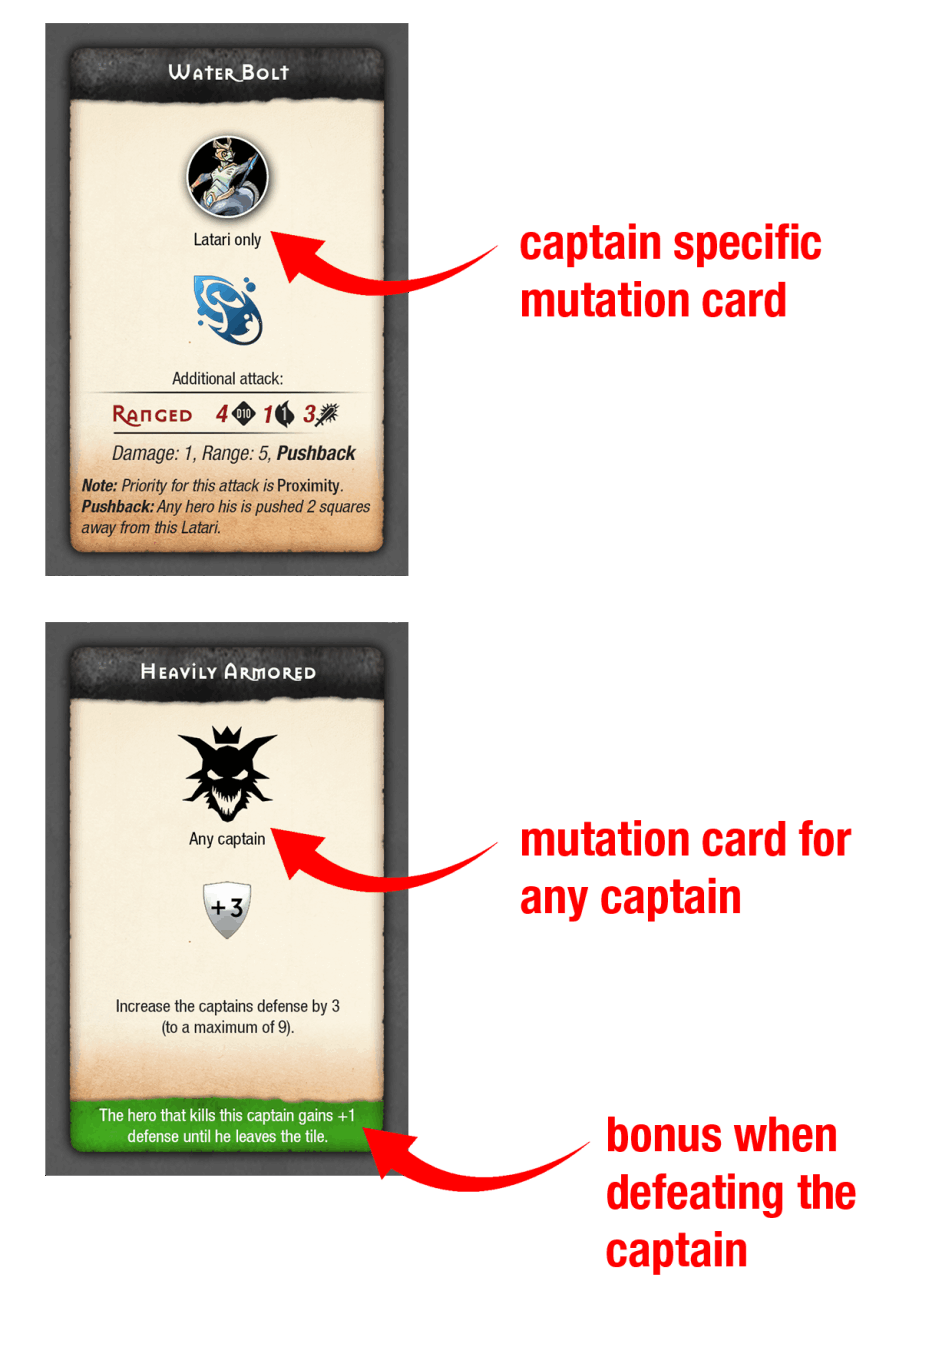 Water Bolt
Latari only
captain specific
mutation card
Additional attack:
Ranged 4 D10 1 1 3
Damage: 1, Range: 5, Pushback
Note: Priority for this attack is Proximity.
Pushback: Any hero his is pushed 2 squares
away from this Latari.
Heavily Armored
Any captain
mutation card for
any captain
+3
Increase the captains defense by 3
(to a maximum of 9).
The hero that kills this captain gains +1
defense until he leaves the tile.
bonus when
defeating the
captain